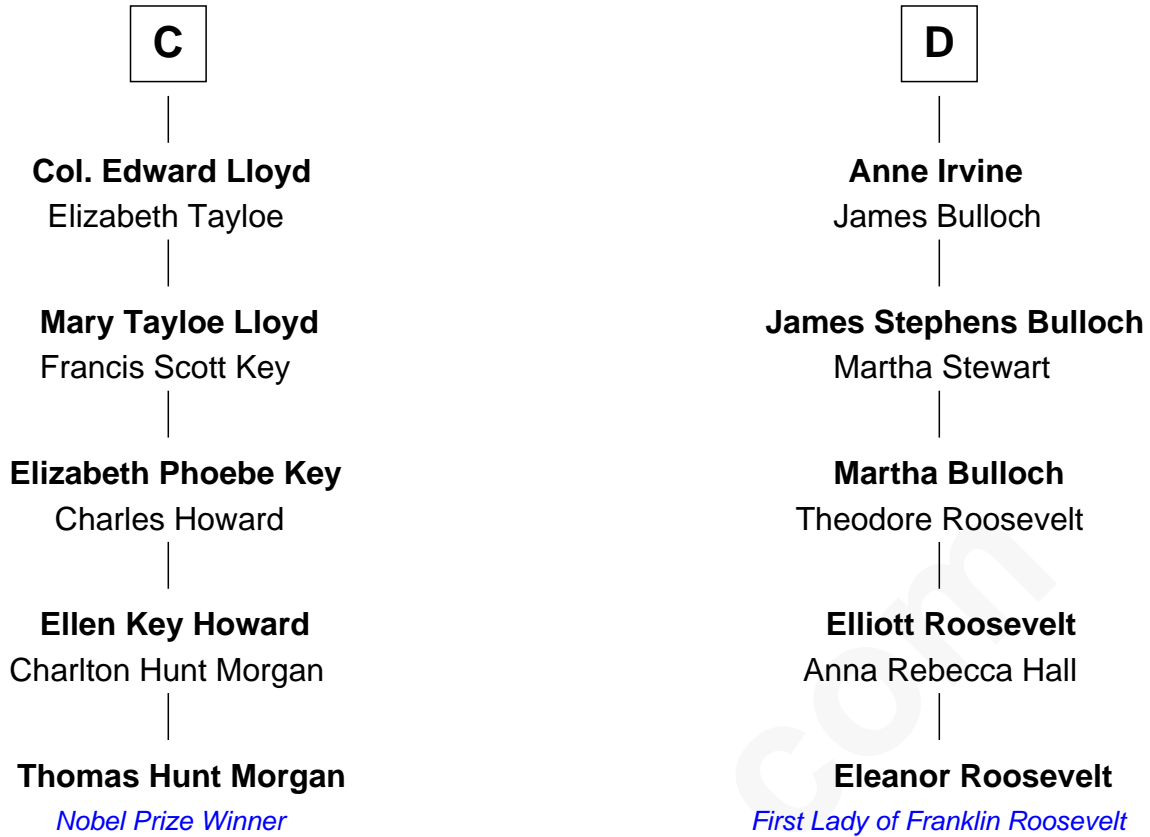 C
Col. Edward Lloyd
Elizabeth Tayloe
Mary Tayloe Lloyd
Francis Scott Key
Elizabeth Phoebe Key
Charles Howard
Ellen Key Howard
Charlton Hunt Morgan
Thomas Hunt Morgan
Nobel Prize Winner
D
Anne Irvine
James Bulloch
James Stephens Bulloch
Martha Stewart
Martha Bulloch
Theodore Roosevelt
Elliott Roosevelt
Anna Rebecca Hall
Eleanor Roosevelt
First Lady of Franklin Roosevelt
com